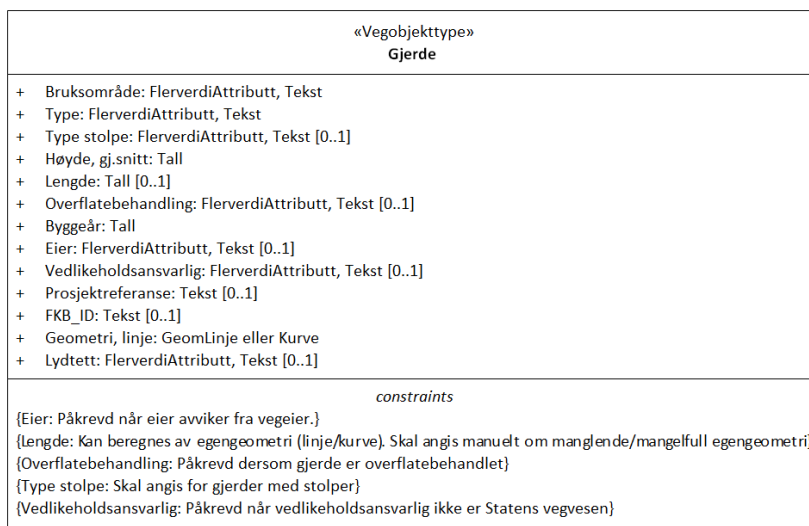 «Vegobjekttype»
Gjerde
+ Bruksområde: FlerverdiAttributt, Tekst
+ Type: FlerverdiAttributt, Tekst
+ Type stolpe: FlerverdiAttributt, Tekst [0..1]
+ Høyde, gj.snitt: Tall
+ Lengde: Tall [0..1]
+ Overflatebehandling: FlerverdiAttributt, Tekst [0..1]
+ Byggeår: Tall
+ Eier: FlerverdiAttributt, Tekst [0..1]
+ Vedlikeholdsansvarlig: FlerverdiAttributt, Tekst [0..1]
+ Prosjektreferanse: Tekst [0..1]
+ FKB_ID: Tekst [0..1]
+ Geometri, linje: GeomLinje eller Kurve
+ Lydtett: FlerverdiAttributt, Tekst [0..1]
constraints
{Eier: Påkrevd når eier avviker fra vegeier.}
{Lengde: Kan beregnes av egengeometri (linje/kurve). Skal angis manuelt om manglende/mangelfull egengeometri}
{Overflatebehandling: Påkrevd dersom gjerde er overflatebehandlet}
{Type stolpe: Skal angis for gjerder med stolper}
{Vedlikeholdsansvarlig: Påkrevd når vedlikeholdsansvarlig ikke er Statens vegvesen}